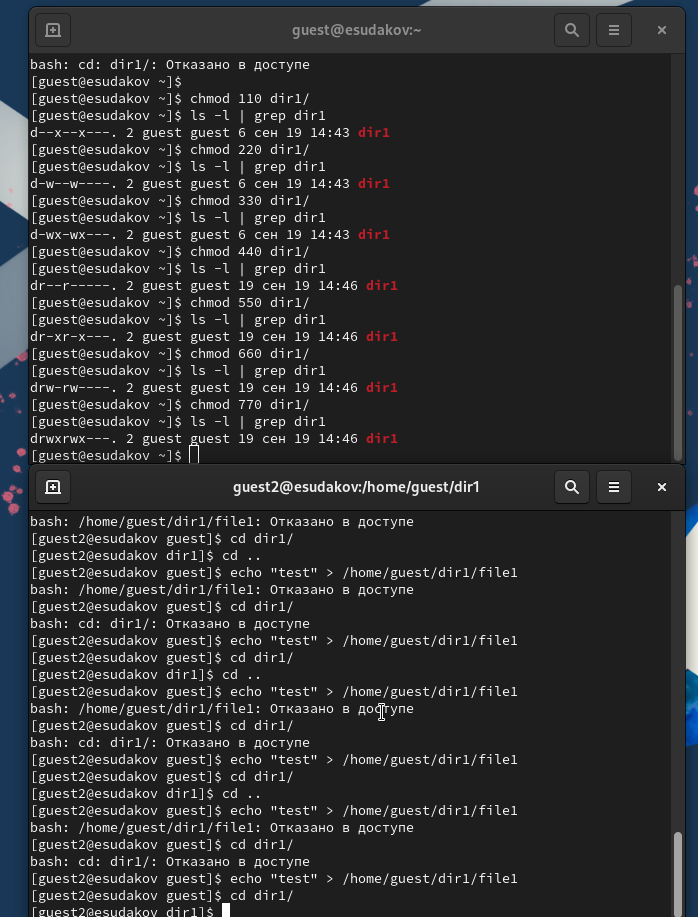 guest@esudakov:~
bash: cd: dir1/: Отказано в доступе
[guest@esudakov ~]$
[guest@esudakov ~]$ chmod 110 dir1/
[guest@esudakov ~]$ ls -l | grep dir1
d--x--x---. 2 guest guest 6 сен 19 14:43 dir1
[guest@esudakov ~]$ chmod 220 dir1/
[guest@esudakov ~]$ ls -l | grep dir1
d-w--w----. 2 guest guest 6 сен 19 14:43 dir1
[guest@esudakov ~]$ chmod 330 dir1/
[guest@esudakov ~]$ ls -l | grep dir1
d-wx-wx---. 2 guest guest 6 сен 19 14:43 dir1
[guest@esudakov ~]$ chmod 440 dir1/
[guest@esudakov ~]$ ls -l | grep dir1
dr--r-----. 2 guest guest 19 сен 19 14:46 dir1
[guest@esudakov ~]$ chmod 550 dir1/
[guest@esudakov ~]$ ls -l | grep dir1
dr-xr-x---. 2 guest guest 19 сен 19 14:46 dir1
[guest@esudakov ~]$ chmod 660 dir1/
[guest@esudakov ~]$ ls -l | grep dir1
drw-rw----. 2 guest guest 19 сен 19 14:46 dir1
[guest@esudakov ~]$ chmod 770 dir1/
[guest@esudakov ~]$ ls -l | grep dir1
drwxrwx---. 2 guest guest 19 сен 19 14:46 dir1
[guest@esudakov ~]$
guest2@esudakov:/home/guest/dir1
bash: /home/guest/dir1/file1: Отказано в доступе
[guest2@esudakov guest]$ cd dir1/
[guest2@esudakov dir1]$ cd ..
[guest2@esudakov guest]$ echo "test" > /home/guest/dir1/file1
bash: /home/guest/dir1/file1: Отказано в доступе
[guest2@esudakov guest]$ cd dir1/
bash: cd: dir1/: Отказано в доступе
[guest2@esudakov guest]$ echo "test" > /home/guest/dir1/file1
[guest2@esudakov guest]$ cd dir1/
[guest2@esudakov dir1]$ cd ..
[guest2@esudakov guest]$ echo "test" > /home/guest/dir1/file1
bash: /home/guest/dir1/file1: Отказано в доступе
[guest2@esudakov guest]$ cd dir1/
bash: cd: dir1/: Отказано в доступе
[guest2@esudakov guest]$ echo "test" > /home/guest/dir1/file1
[guest2@esudakov guest]$ cd dir1/
[guest2@esudakov dir1]$ cd ..
[guest2@esudakov guest]$ echo "test" > /home/guest/dir1/file1
bash: /home/guest/dir1/file1: Отказано в доступе
[guest2@esudakov guest]$ cd dir1/
bash: cd: dir1/: Отказано в доступе
[guest2@esudakov guest]$ echo "test" > /home/guest/dir1/file1
[guest2@esudakov guest]$ cd dir1/
[guest2@esudakov dir1]$